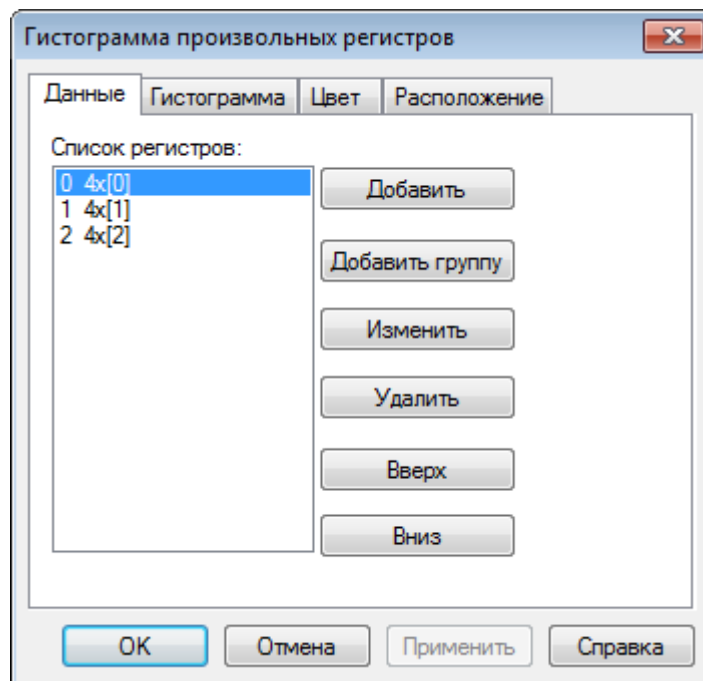 Гистограмма произвольных регистров
Данные Гистограмма Цвет Расположение
Список регистров:
0 4x[0]
1 4x[1]
2 4x[2]
Добавить
Добавить группу
Изменить
Удалить
Вверх
Вниз
OK Отмена Применить Справка